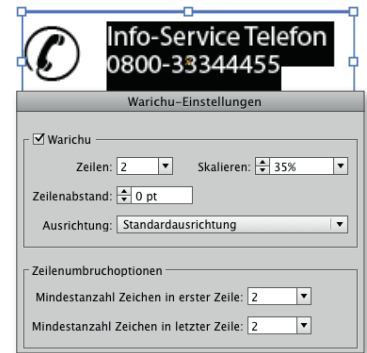 Info-Service Telefon
0800-33344455
Warichu-Einstellungen
Warichu
Zeilen: 2 Skalieren: 35%
Zeilenabstand: 0 pt
Ausrichtung: Standardausrichtung
Zeilenumbruchoptionen
Mindestanzahl Zeichen in erster Zeile: 2
Mindestanzahl Zeichen in letzter Zeile: 2